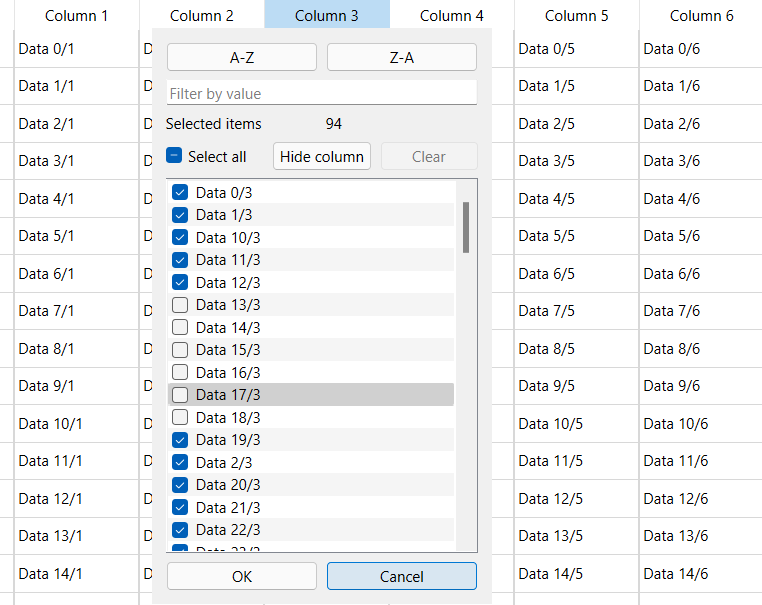 Column 1 Column 2 Column 3 Column 4 Column 5 Column 6
Data 0/1 D Data 0/5 Data 0/6
A-Z Z-A
Data 1/1 D Data 1/5 Data 1/6
Filter by value
Data 2/1 D Selected items 94 Data 2/5 Data 2/6
Data 3/1 D Select all Hide column Clear Data 3/5 Data 3/6
Data 4/1 D Data 0/3 Data 4/5 Data 4/6
Data 1/3
Data 5/1 D Data 10/3 Data 5/5 Data 5/6
Data 11/3
Data 6/1 D Data 12/3 Data 6/5 Data 6/6
Data 7/1 D Data 13/3 Data 7/5 Data 7/6
Data 14/3
Data 8/1 D Data 15/3 Data 8/5 Data 8/6
Data 16/3
Data 9/1 D Data 17/3 Data 9/5 Data 9/6
Data 10/1 D Data 18/3 Data 10/5 Data 10/6
Data 19/3
Data 11/1 D Data 2/3 Data 11/5 Data 11/6
Data 20/3
Data 12/1 D Data 21/3 Data 12/5 Data 12/6
Data 13/1 D Data 22/3 Data 13/5 Data 13/6
Data 14/1 D OK Cancel Data 14/5 Data 14/6